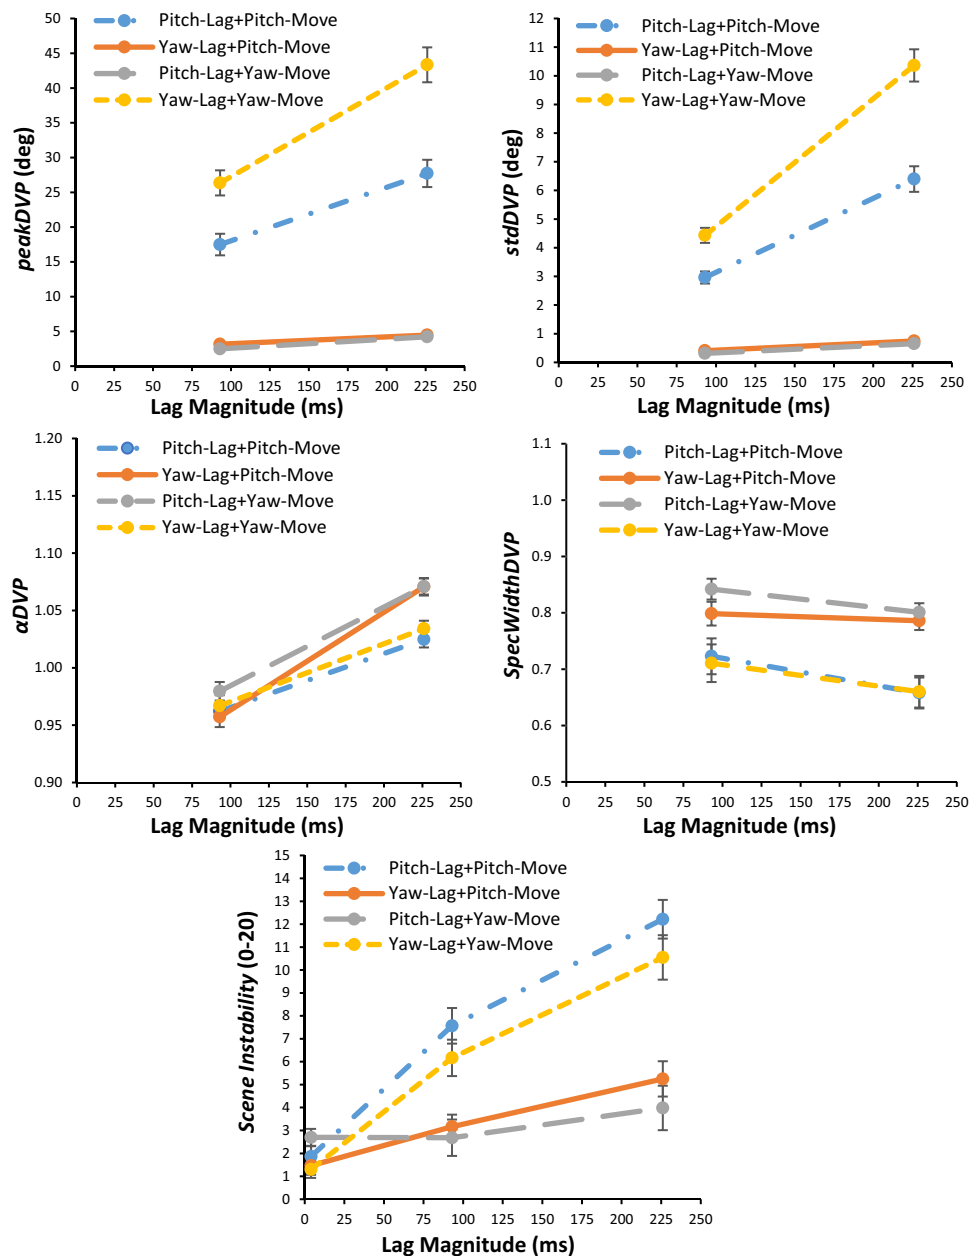 50
45
40
35
30
25
20
15
10
5
0
peakDVP (deg)
Pitch-Lag+Pitch-Move
Yaw-Lag+Pitch-Move
Pitch-Lag+Yaw-Move
Yaw-Lag+Yaw-Move
0 25 50 75 100 125 150 175 200 225 250
Lag Magnitude (ms)
12
11
10
9
8
7
6
5
4
3
2
1
0
stdDVP (deg)
Pitch-Lag+Pitch-Move
Yaw-Lag+Pitch-Move
Pitch-Lag+Yaw-Move
Yaw-Lag+Yaw-Move
0 25 50 75 100 125 150 175 200 225 250
Lag Magnitude (ms)
1.20
1.15
1.10
1.05
1.00
0.95
0.90
αDVP
Pitch-Lag+Pitch-Move
Yaw-Lag+Pitch-Move
Pitch-Lag+Yaw-Move
Yaw-Lag+Yaw-Move
0 25 50 75 100 125 150 175 200 225 250
Lag Magnitude (ms)
1.1
1.0
0.9
0.8
0.7
0.6
0.5
SpecWidthDVP
Pitch-Lag+Pitch-Move
Yaw-Lag+Pitch-Move
Pitch-Lag+Yaw-Move
Yaw-Lag+Yaw-Move
0 25 50 75 100 125 150 175 200 225 250
Lag Magnitude (ms)
15
14
13
12
11
10
9
8
7
6
5
4
3
2
1
0
Scene Instability (0-20)
Pitch-Lag+Pitch-Move
Yaw-Lag+Pitch-Move
Pitch-Lag+Yaw-Move
Yaw-Lag+Yaw-Move
0 25 50 75 100 125 150 175 200 225 250
Lag Magnitude (ms)